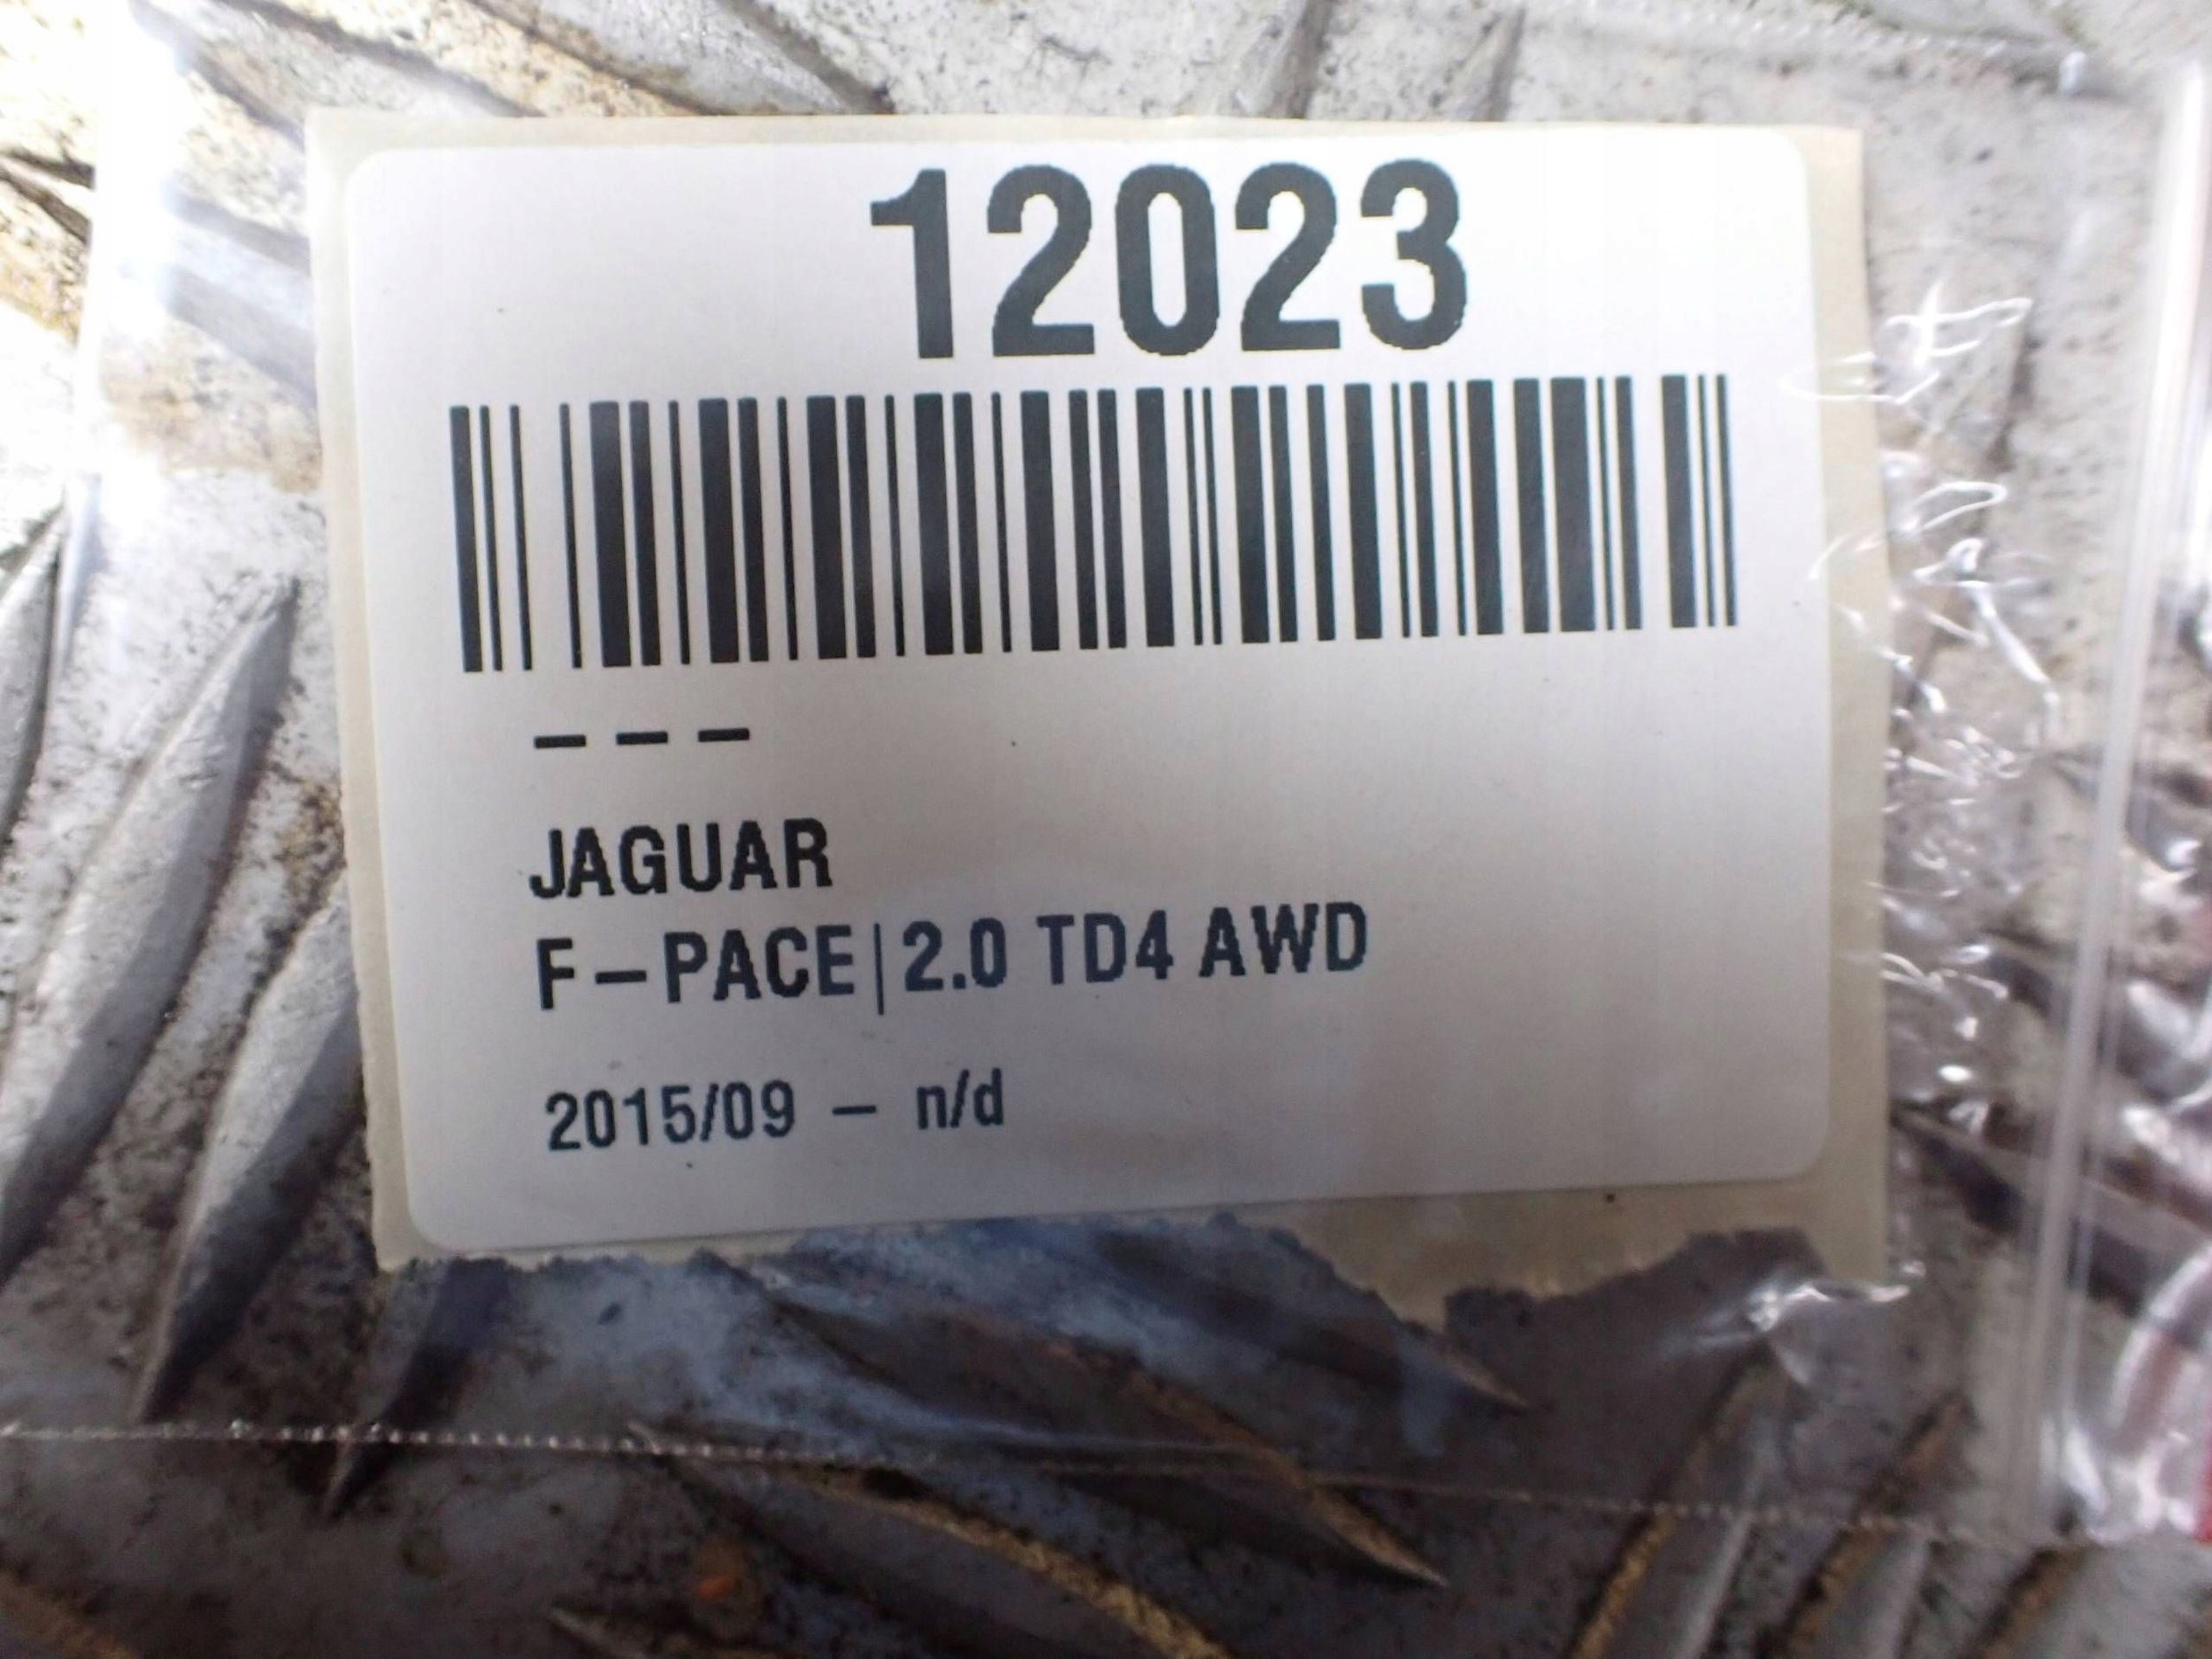 12023
– – –
JAGUAR
F–PACE|2.0 TD4 AWD
2015/09 – n/d